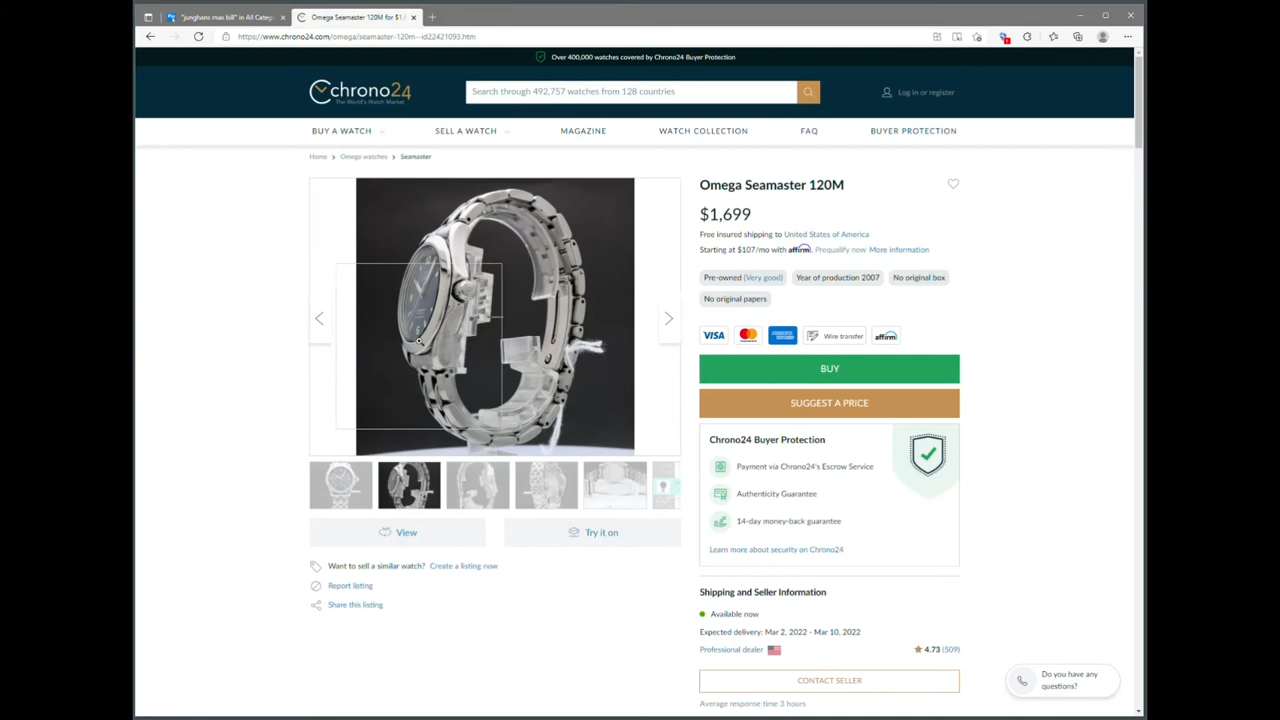 "junghans max bill" in All Categ
Omega Seamaster 120M for $1,
https://www.chrono24.com/omega/seamaster-120m--id22421093.htm
Over 400,000 watches covered by Chrono24 Buyer Protection
Chrono24
The World's Watch Market
Search through 492,757 watches from 128 countries
Log in or register
BUY A WATCH
SELL A WATCH
MAGAZINE
WATCH COLLECTION
FAQ
BUYER PROTECTION
Home > Omega watches > Seamaster
Omega Seamaster 120M
$1,699
Free insured shipping to United States of America
Starting at $107/mo with affirm. Prequalify now More information
Pre-owned (Very good)
Year of production 2007
No original box
No original papers
VISA
Wire transfer
affirm
BUY
SUGGEST A PRICE
Chrono24 Buyer Protection
Payment via Chrono24's Escrow Service
Authenticity Guarantee
14-day money-back guarantee
Learn more about security on Chrono24
View
Try it on
Want to sell a similar watch? Create a listing now
Report listing
Share this listing
Shipping and Seller Information
Available now
Expected delivery: Mar 2, 2022 - Mar 10, 2022
Professional dealer
4.73 (509)
CONTACT SELLER
Average response time 3 hours
Do you have any
questions?